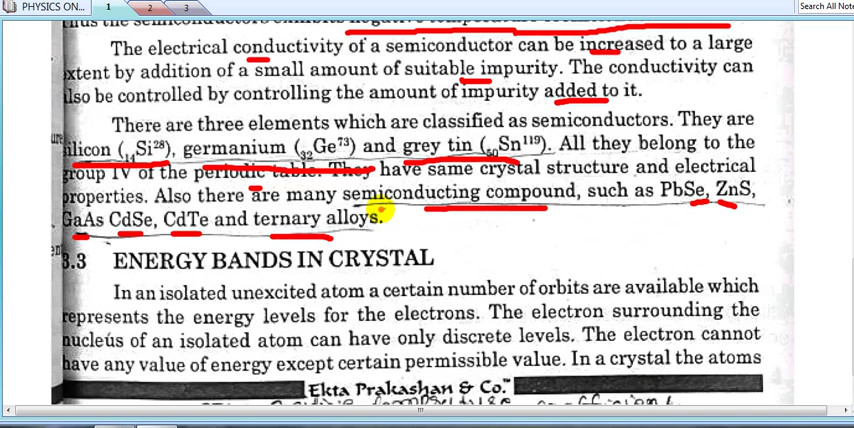 PHYSICS ON...
1
2
3
Search All Note
The electrical conductivity of a semiconductor can be increased to a large
extent by addition of a small amount of suitable impurity. The conductivity can
also be controlled by controlling the amount of impurity added to it.
There are three elements which are classified as semiconductors. They are
silicon (₁₄Si²⁸), germanium (₃₂Ge⁷³) and grey tin (₅₀Sn¹¹⁹). All they belong to the
group IV of the periodic table. They have same crystal structure and electrical
properties. Also there are many semiconducting compound, such as PbSe, ZnS,
GaAs CdSe, CdTe and ternary alloys.
3.3 ENERGY BANDS IN CRYSTAL
In an isolated unexcited atom a certain number of orbits are available which
represents the energy levels for the electrons. The electron surrounding the
nucleus of an isolated atom can have only discrete levels. The electron cannot
have any value of energy except certain permissible value. In a crystal the atoms
Ekta Prakashan & Co.